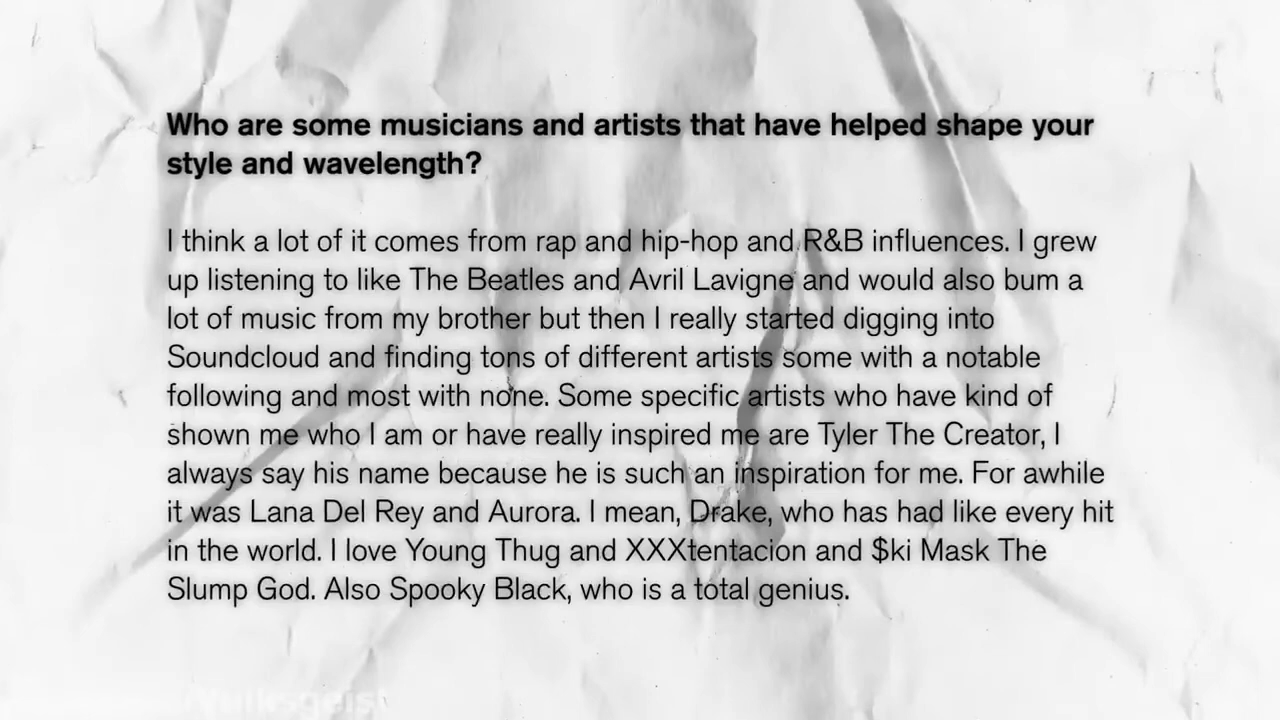 Who are some musicians and artists that have helped shape your
style and wavelength?
I think a lot of it comes from rap and hip-hop and R&B influences. I grew
up listening to like The Beatles and Avril Lavigne and would also bum a
lot of music from my brother but then I really started digging into
Soundcloud and finding tons of different artists some with a notable
following and most with none. Some specific artists who have kind of
shown me who I am or have really inspired me are Tyler The Creator, I
always say his name because he is such an inspiration for me. For awhile
it was Lana Del Rey and Aurora. I mean, Drake, who has had like every hit
in the world. I love Young Thug and XXXtentacion and $ki Mask The
Slump God. Also Spooky Black, who is a total genius.